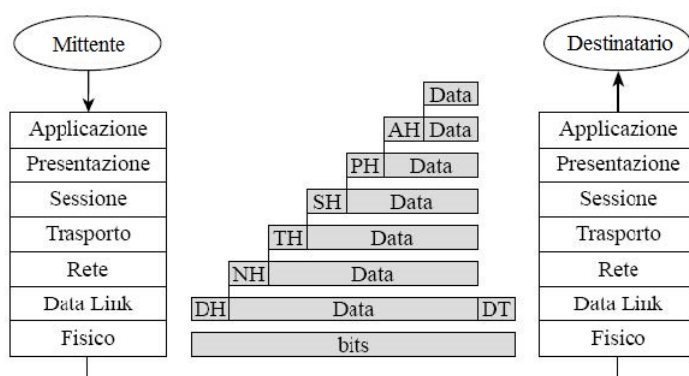 Mittente
Destinatario
Data
Applicazione
AH Data
Applicazione
Presentazione
PH Data
Presentazione
Sessione
SH Data
Sessione
Trasporto
TH Data
Trasporto
Rete
NH Data
Rete
Data Link
DH Data DT
Data Link
Fisico
bits
Fisico